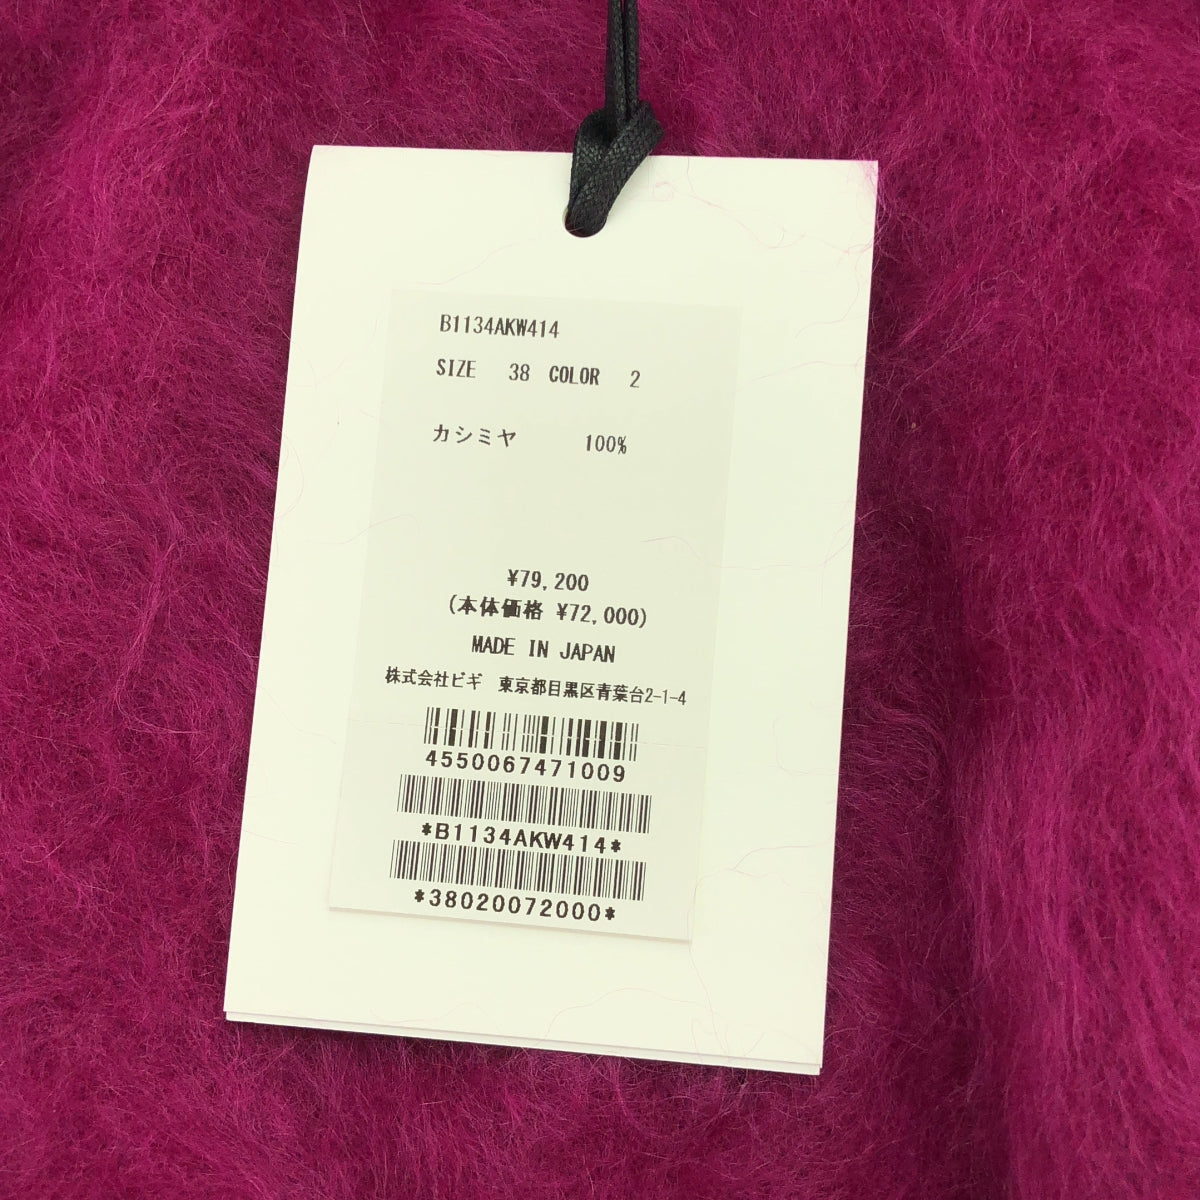 B1134AKW414
SIZE 38 COLOR 2
カシミヤ 100%
¥79,200
(本体価格 ¥72,000)
MADE IN JAPAN
株式会社ビギ 東京都目黒区青葉台2-1-4
4550067471009
*B1134AKW414*
*38020072000*